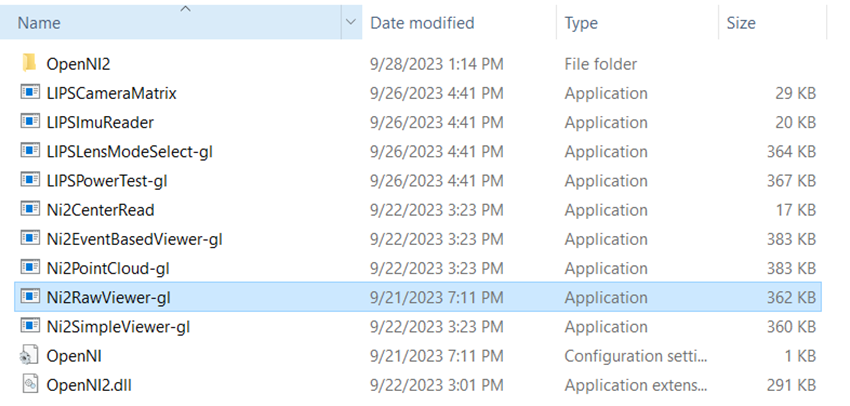 Name Date modified Type Size
OpenNI2 9/28/2023 1:14 PM File folder
LIPSCameraMatrix 9/26/2023 4:41 PM Application 29 KB
LIPSImuReader 9/26/2023 4:41 PM Application 20 KB
LIPSLensModeSelect-gl 9/26/2023 4:41 PM Application 364 KB
LIPSPowerTest-gl 9/26/2023 4:41 PM Application 367 KB
Ni2CenterRead 9/22/2023 3:23 PM Application 17 KB
Ni2EventBasedViewer-gl 9/22/2023 3:23 PM Application 383 KB
Ni2PointCloud-gl 9/22/2023 3:23 PM Application 383 KB
Ni2RawViewer-gl 9/21/2023 7:11 PM Application 362 KB
Ni2SimpleViewer-gl 9/22/2023 3:23 PM Application 360 KB
OpenNI 9/21/2023 7:11 PM Configuration setti... 1 KB
OpenNI2.dll 9/22/2023 3:01 PM Application extens... 291 KB